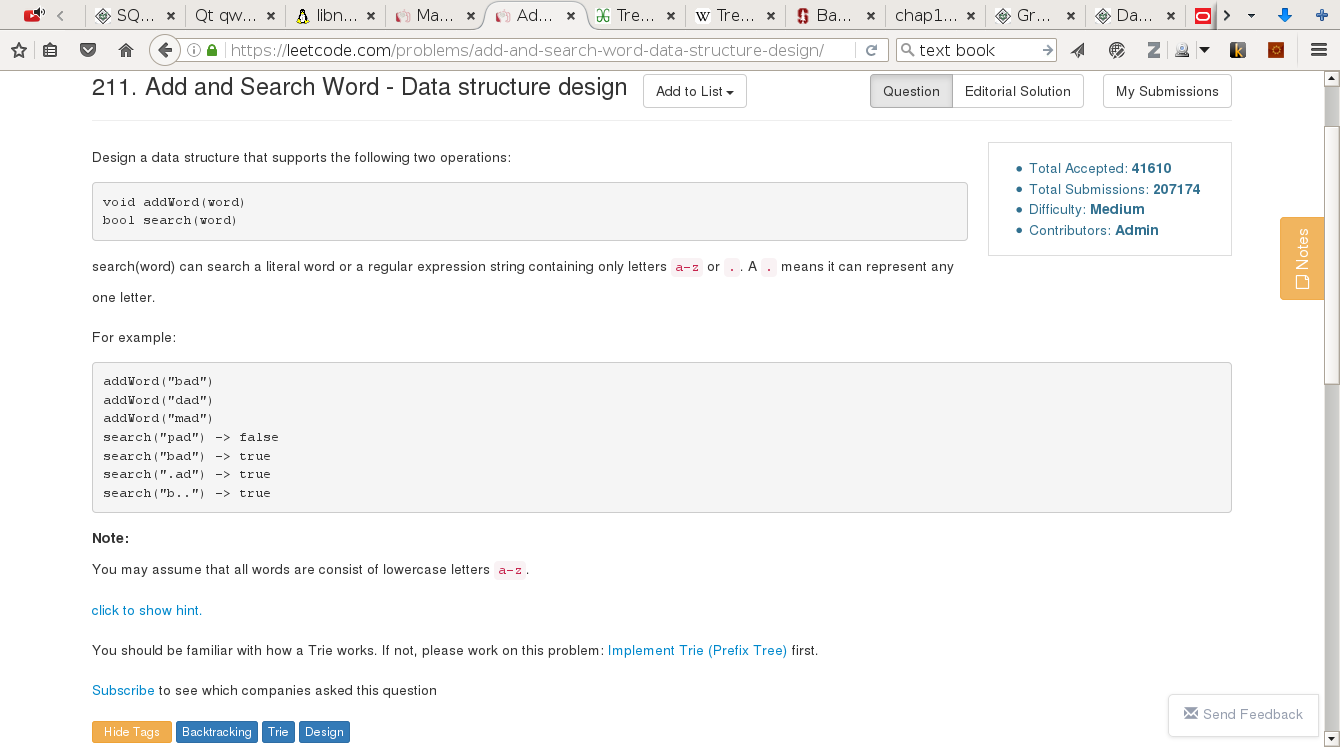 SQ...
Qt qw...
libn...
Ma...
Ad...
Tre...
Tre...
Ba...
chap1...
Gr...
Da...
https://leetcode.com/problems/add-and-search-word-data-structure-design/
text book
211. Add and Search Word - Data structure design
Add to List
Question
Editorial Solution
My Submissions
Design a data structure that supports the following two operations:
void addWord(word)
bool search(word)
Total Accepted: 41610
Total Submissions: 207174
Difficulty: Medium
Contributors: Admin
Notes
search(word) can search a literal word or a regular expression string containing only letters a-z or .. A . means it can represent any
one letter.
For example:
addWord("bad")
addWord("dad")
addWord("mad")
search("pad") -> false
search("bad") -> true
search(".ad") -> true
search("b..") -> true
Note:
You may assume that all words are consist of lowercase letters a-z.
click to show hint.
You should be familiar with how a Trie works. If not, please work on this problem: Implement Trie (Prefix Tree) first.
Subscribe to see which companies asked this question
Hide Tags
Backtracking
Trie
Design
Send Feedback